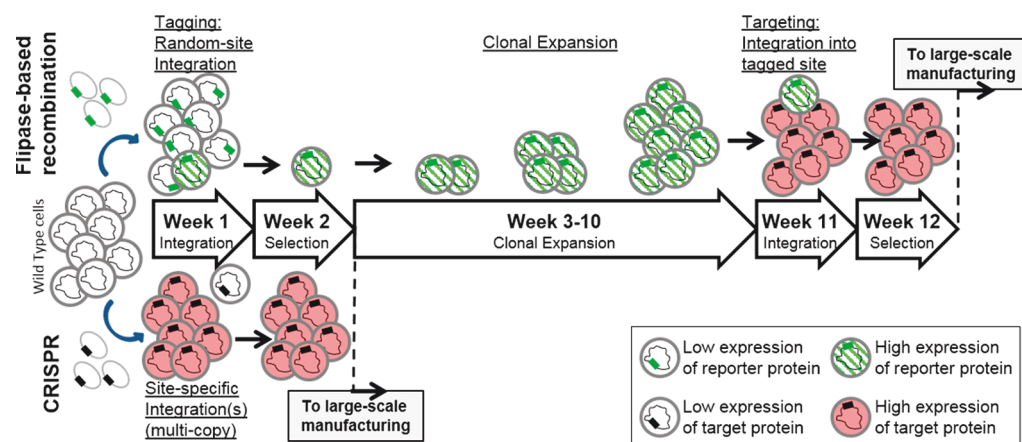 Tagging:
Random-site
Integration
Clonal Expansion
Targeting:
Integration into
tagged site
To large-scale
manufacturing
Flipase-based
recombination
Wild Type cells
CRISPR
Week 1
Integration
Week 2
Selection
Week 3-10
Clonal Expansion
Week 11
Integration
Week 12
Selection
Site-specific
Integration(s)
(multi-copy)
To large-scale
manufacturing
Low expression
of reporter protein
High expression
of reporter protein
Low expression
of target protein
High expression
of target protein